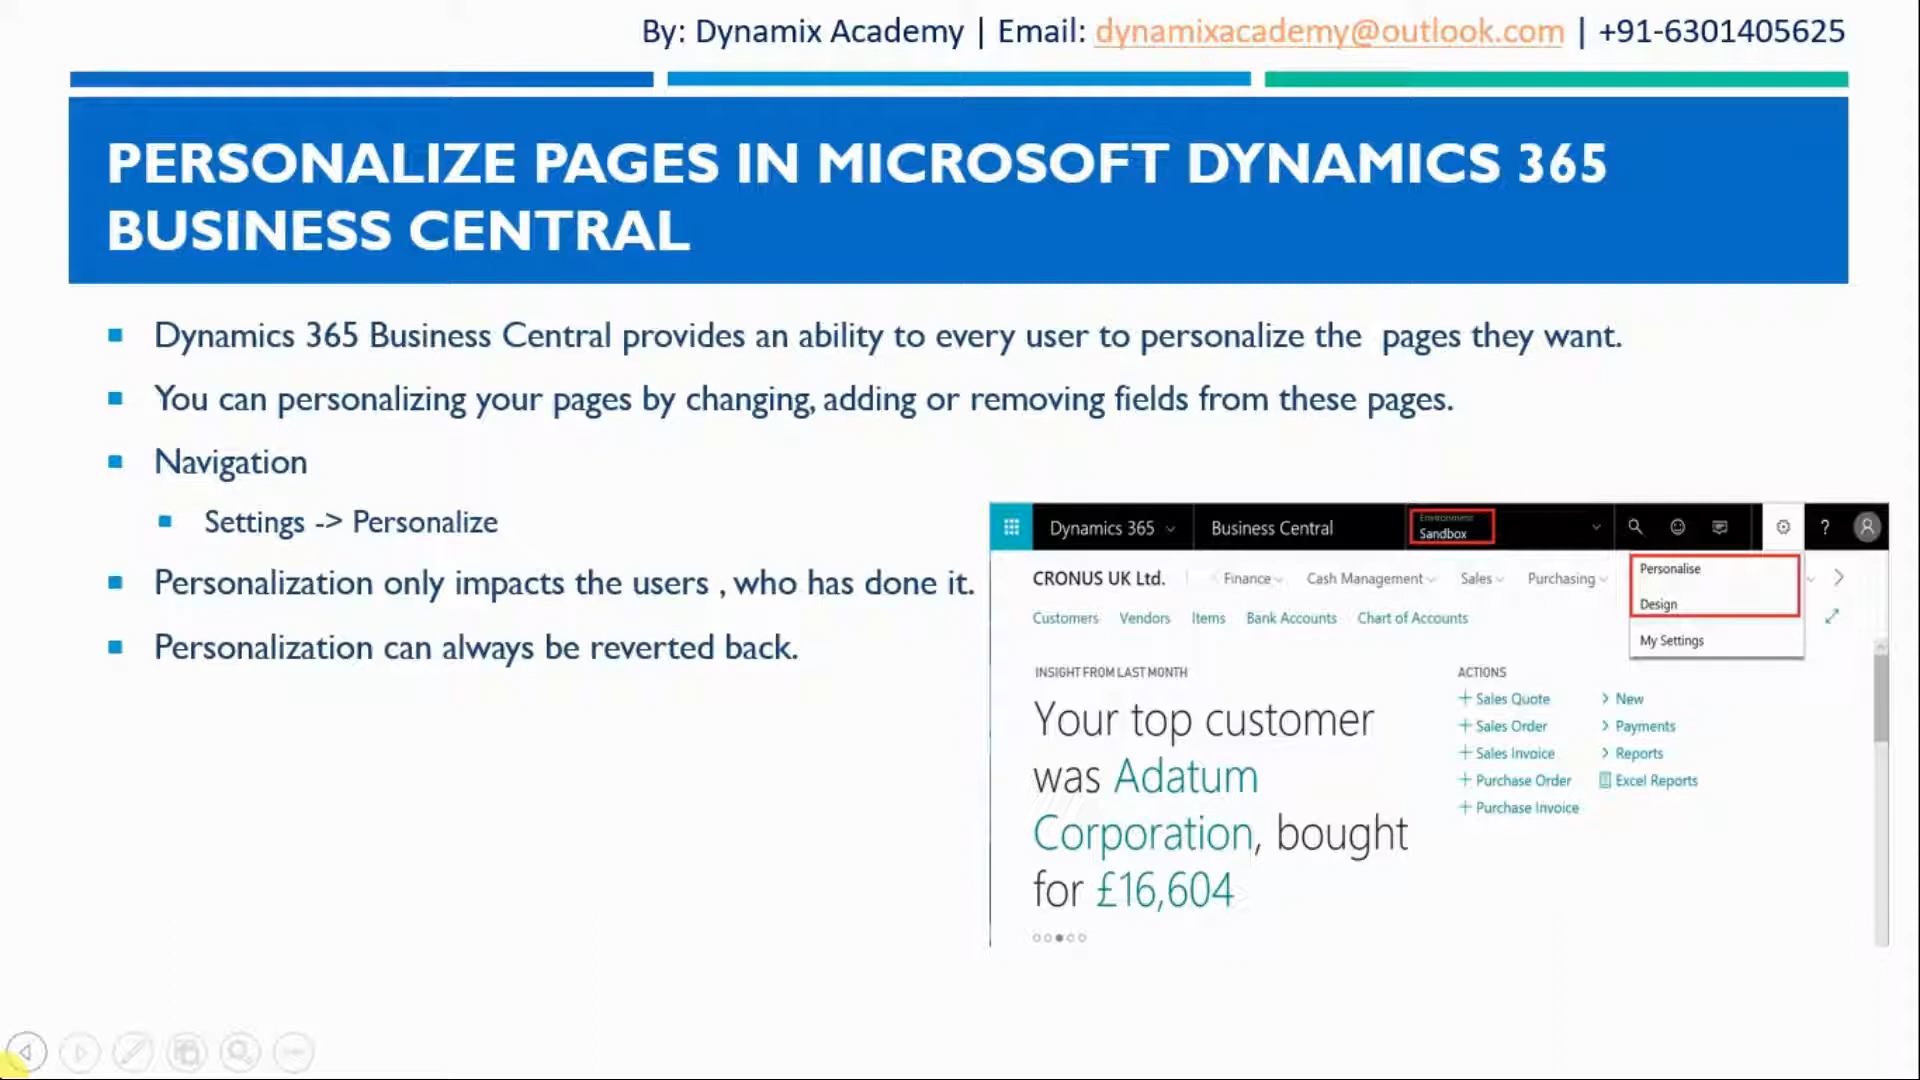 By: Dynamix Academy | Email: dynamixacademy@outlook.com | +91-6301405625
PERSONALIZE PAGES IN MICROSOFT DYNAMICS 365
BUSINESS CENTRAL
Dynamics 365 Business Central provides an ability to every user to personalize the pages they want.
You can personalizing your pages by changing, adding or removing fields from these pages.
Navigation
Settings -> Personalize
Personalization only impacts the users , who has done it.
Personalization can always be reverted back.
Dynamics 365 Business Central Environment
Sandbox
?
CRONUS UK Ltd. Finance Cash Management Sales Purchasing
Personalise
Design
My Settings
Customers Vendors Items Bank Accounts Chart of Accounts
INSIGHT FROM LAST MONTH
Your top customer
was Adatum
Corporation, bought
for £16,604
ACTIONS
+ Sales Quote > New
+ Sales Order > Payments
+ Sales Invoice > Reports
+ Purchase Order Excel Reports
+ Purchase Invoice